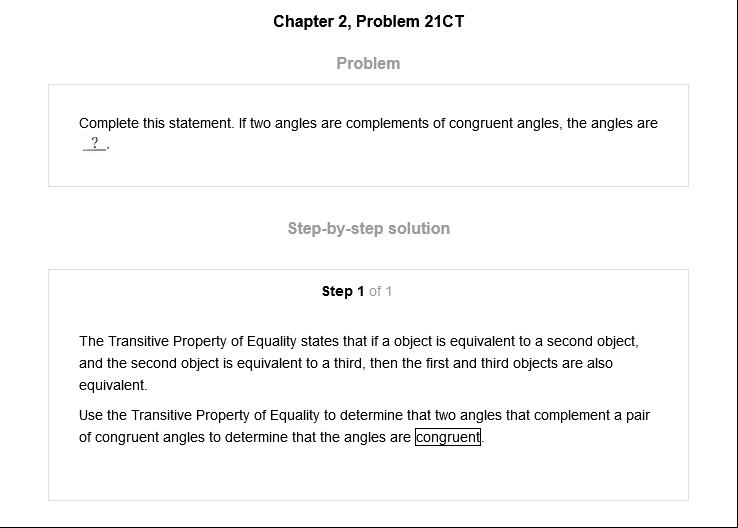 Chapter 2, Problem 21CT
Problem
Complete this statement. If two angles are complements of congruent angles, the angles are
?.
Step-by-step solution
Step 1 of 1
The Transitive Property of Equality states that if a object is equivalent to a second object,
and the second object is equivalent to a third, then the first and third objects are also
equivalent.
Use the Transitive Property of Equality to determine that two angles that complement a pair
of congruent angles to determine that the angles are congruent.